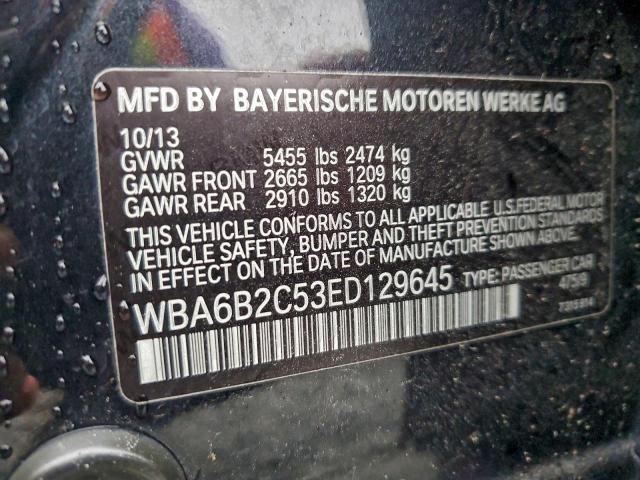 MFD BY BAYERISCHE MOTOREN WERKE AG
10/13
GVWR 5455 lbs 2474 kg
GAWR FRONT 2665 lbs 1209 kg
GAWR REAR 2910 lbs 1320 kg
THIS VEHICLE CONFORMS TO ALL APPLICABLE U.S.FEDERAL MOTOR
VEHICLE SAFETY, BUMPER AND THEFT PREVENTION STANDARDS
IN EFFECT ON THE DATE OF MANUFACTURE SHOWN ABOVE.
WBA6B2C53ED129645 TYPE: PASSENGER CAR